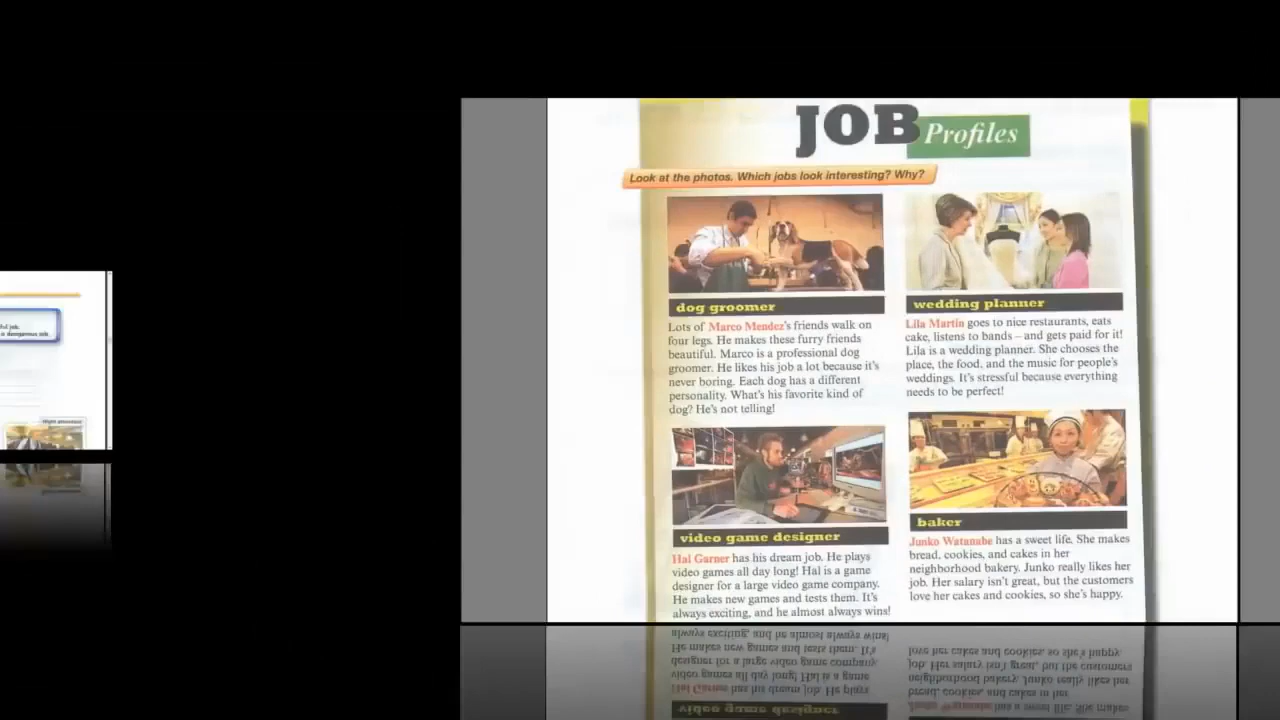 JOB
Profiles
Look at the photos. Which jobs look interesting? Why?
dog groomer
Lots of Marco Mendez's friends walk on
four legs. He makes these furry friends
beautiful. Marco is a professional dog
groomer. He likes his job a lot because it's
never boring. Each dog has a different
personality. What's his favorite kind of
dog? He's not telling!
wedding planner
Lila Martin goes to nice restaurants, eats
cake, listens to bands – and gets paid for it!
Lila is a wedding planner. She chooses the
place, the food, and the music for people's
weddings. It's stressful because everything
needs to be perfect!
video game designer
Hal Garner has his dream job. He plays
video games all day long! Hal is a game
designer for a large video game company.
He makes new games and tests them. It's
always exciting, and he almost always wins!
baker
Junko Watanabe has a sweet life. She makes
bread, cookies, and cakes in her
neighborhood bakery. Junko really likes her
job. Her salary isn't great, but the customers
love her cakes and cookies, so she's happy.
job.
a dangerous job
flight attendant